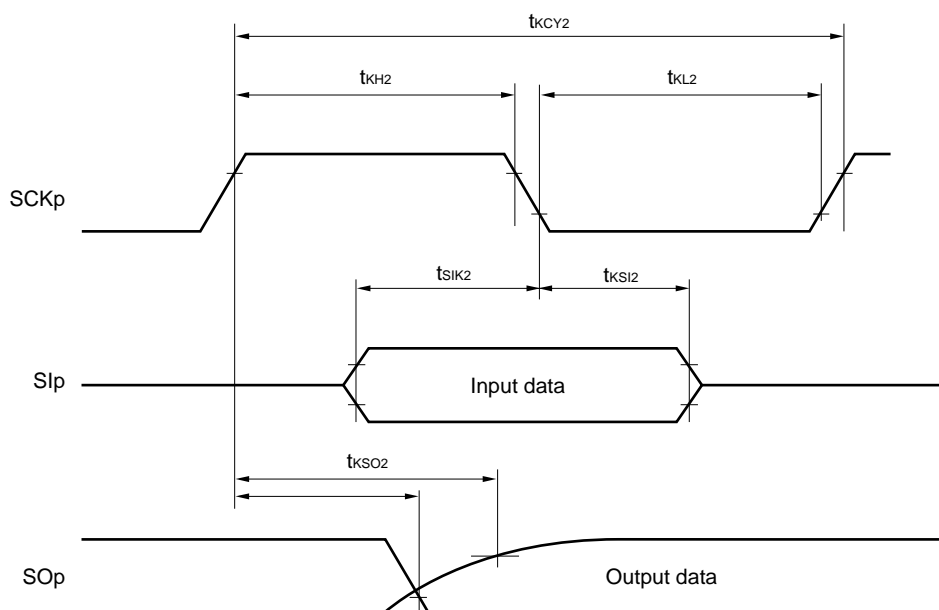 tKCY2
tKH2
tKL2
SCKp
tSIK2
tKSI2
SIp
Input data
tKSO2
SOp
Output data